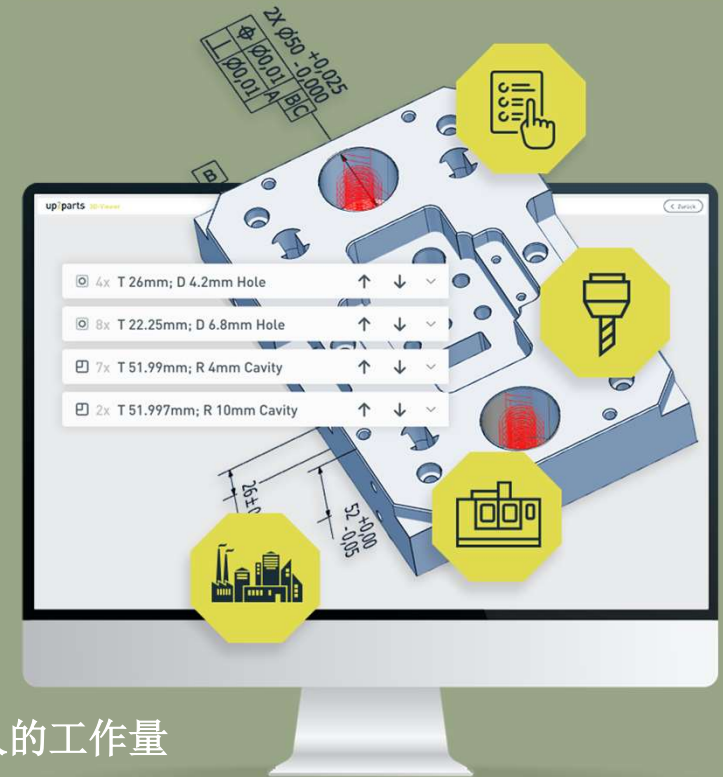 2X Ø50 +0,025 -0,000
Ø0,01 A BC
Ø0,01
B
up2parts 3D Viewer
< Zurück
4x T 26mm; D 4.2mm Hole
8x T 22.25mm; D 6.8mm Hole
7x T 51.99mm; R 4mm Cavity
2x T 51.997mm; R 10mm Cavity
26±
52 +0,00 -0,05
的工作量